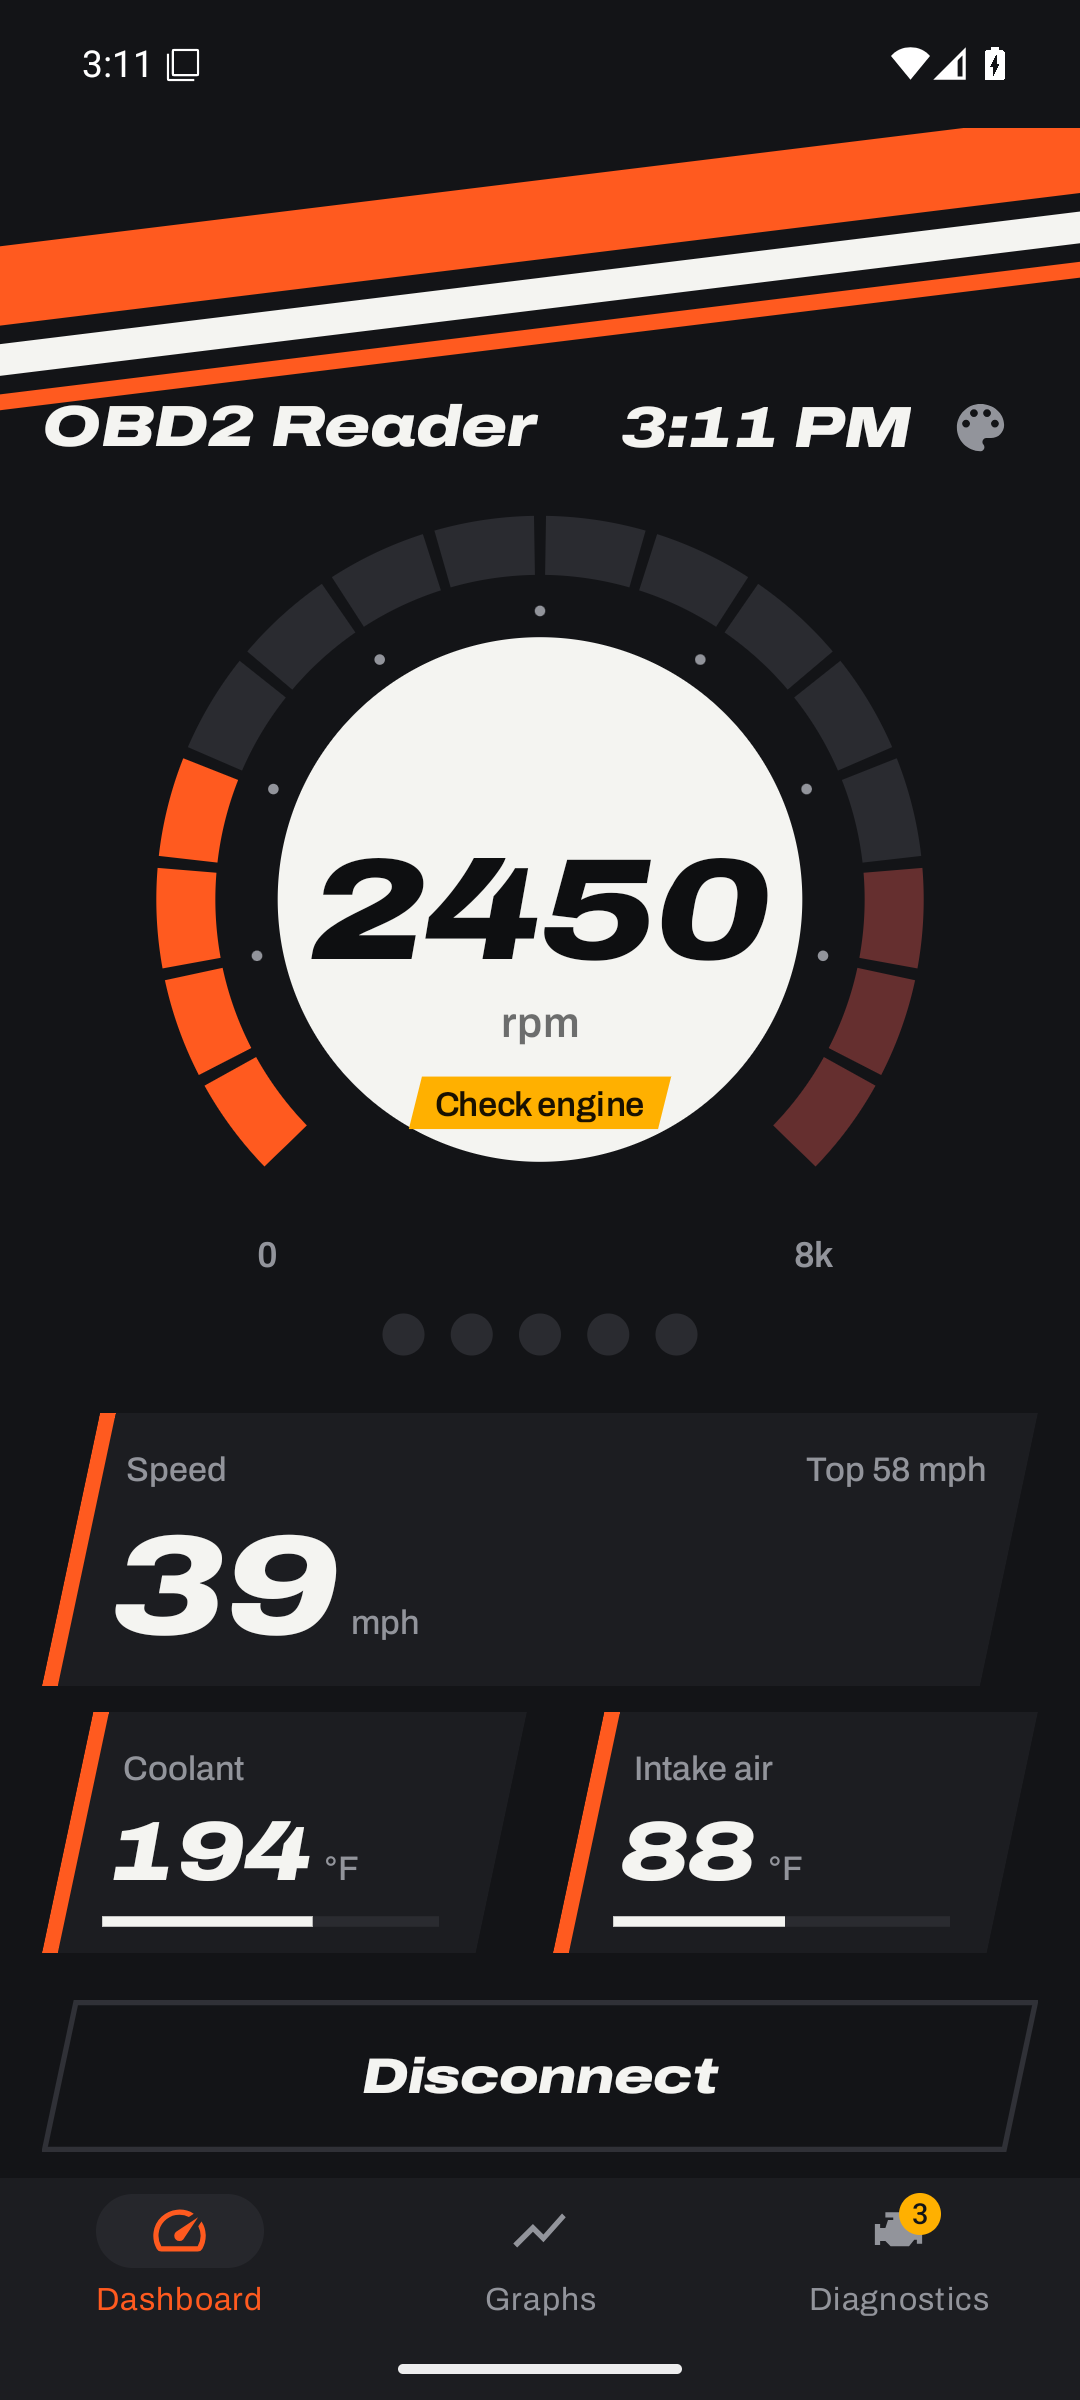 3:11
OBD2 Reader
3:11 PM
2450
rpm
Check engine
0
8k
Speed
Top 58 mph
39 mph
Coolant
194 °F
Intake air
88 °F
Disconnect
3
Dashboard
Graphs
Diagnostics